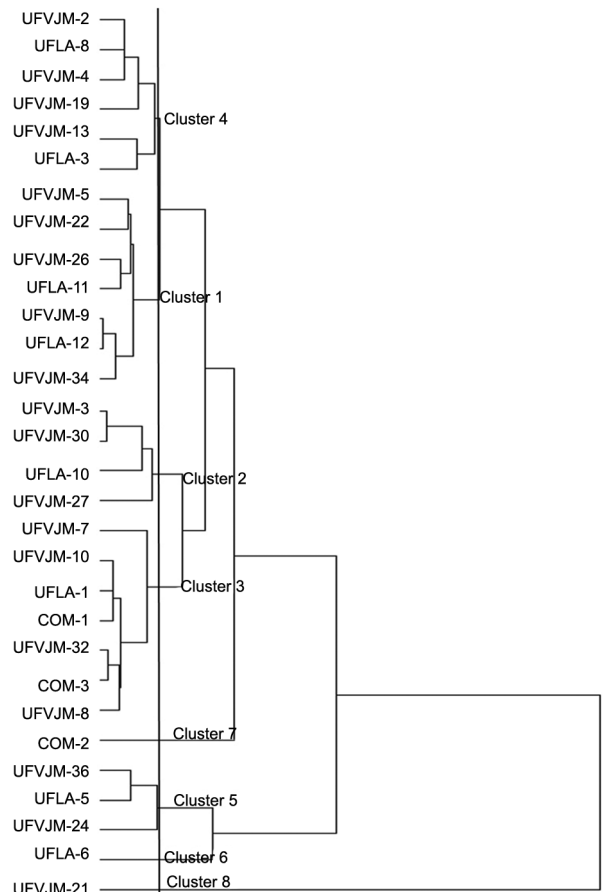 UFVJM-2
UFLA-8
UFVJM-4
UFVJM-19
Cluster 4
UFVJM-13
UFLA-3
UFVJM-5
UFVJM-22
UFVJM-26
UFLA-11
Cluster 1
UFVJM-9
UFLA-12
UFVJM-34
UFVJM-3
UFVJM-30
UFLA-10
Cluster 2
UFVJM-27
UFVJM-7
UFVJM-10
Cluster 3
UFLA-1
COM-1
UFVJM-32
COM-3
UFVJM-8
Cluster 7
COM-2
UFVJM-36
UFLA-5
Cluster 5
UFVJM-24
UFLA-6
Cluster 6
Cluster 8
UFVJM-21